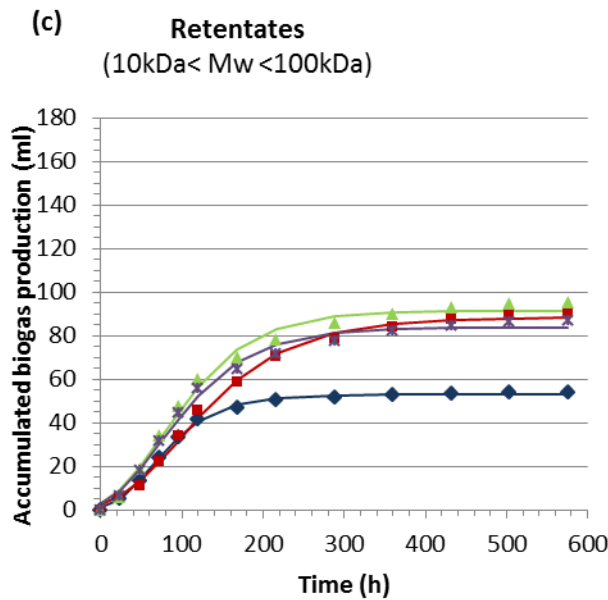 (c)
Retentates
(10kDa< Mw <100kDa)
Accumulated biogas production (ml)
180
160
140
120
100
80
60
40
20
0
0 100 200 300 400 500 600
Time (h)